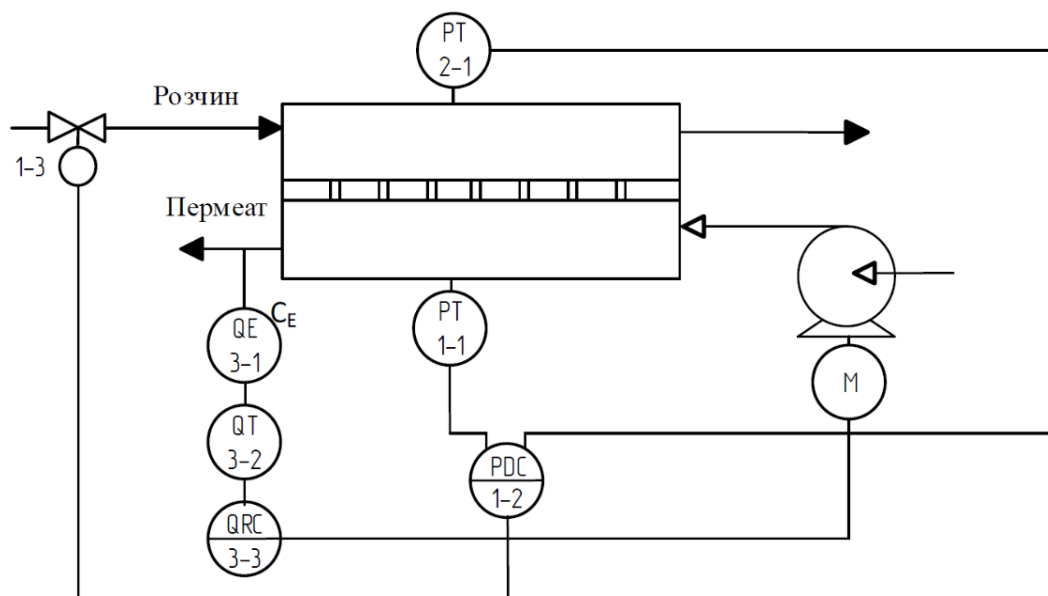 PT
2-1
Розчин
1-3
Пермеат
PT
1-1
QE
3-1
CE
M
QT
3-2
PDC
1-2
QRC
3-3